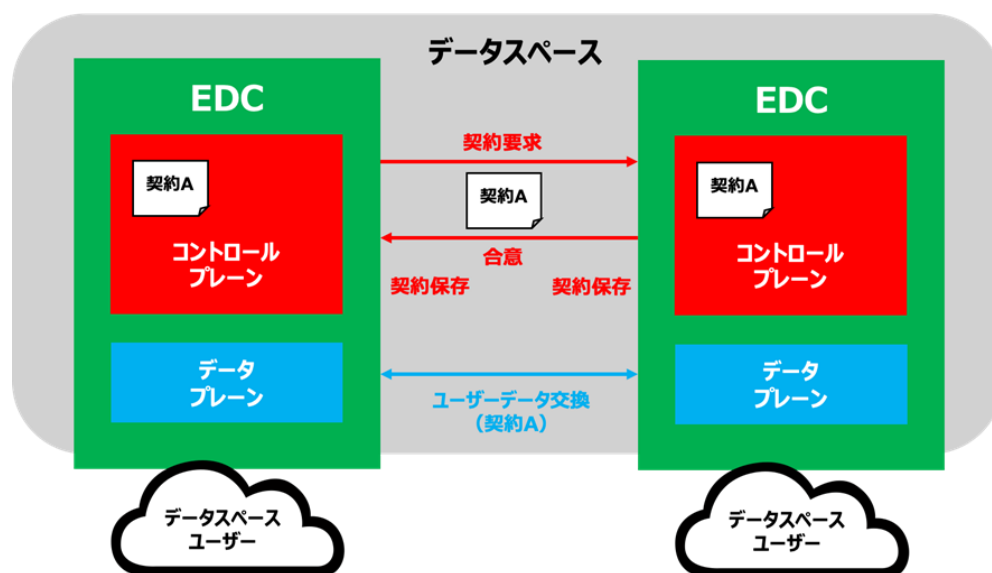 データスペース
EDC
契約A
コントロール
プレーン
データ
プレーン
データスペース
ユーザー
契約要求
契約A
合意
契約保存
契約保存
ユーザーデータ交換
（契約A）
EDC
契約A
コントロール
プレーン
データ
プレーン
データスペース
ユーザー